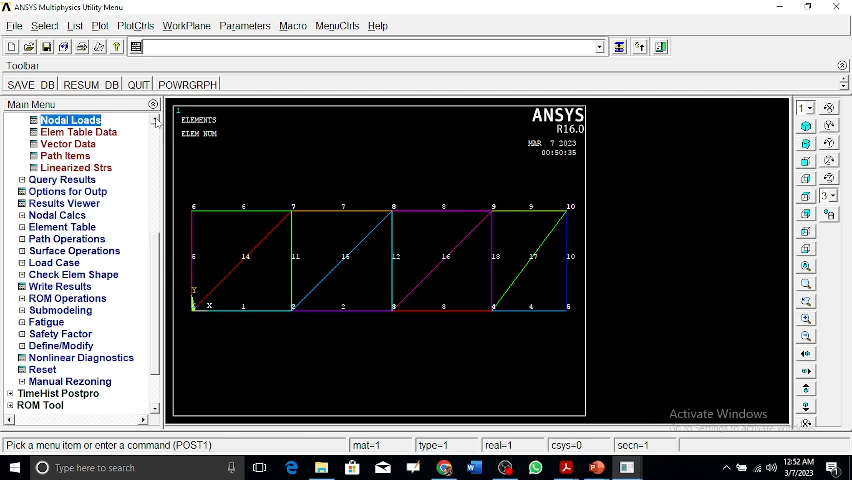 ANSYS Multiphysics Utility Menu
File Select List Plot PlotCtrls WorkPlane Parameters Macro MenuCtrls Help
Toolbar
SAVE_DB RESUM_DB QUIT POWRGRPH
Main Menu
Nodal Loads
Elem Table Data
Vector Data
Path Items
Linearized Strs
Query Results
Options for Outp
Results Viewer
Nodal Calcs
Element Table
Path Operations
Surface Operations
Load Case
Check Elem Shape
Write Results
ROM Operations
Submodeling
Fatigue
Safety Factor
Define/Modify
Nonlinear Diagnostics
Reset
Manual Rezoning
TimeHist Postpro
ROM Tool
1
ELEMENTS
ELEM NUM
ANSYS
R16.0
MAR 7 2023
00:50:35
6 6 7 7 8 8 9 9 10
5 14 11 15 12 16 13 17 10
Y
X 1 2 2 3 3 4 4 5
1
3
Activate Windows
Pick a menu item or enter a command (POST1) mat=1 type=1 real=1 csys=0 secn=1
Type here to search
12:52 AM
3/7/2023